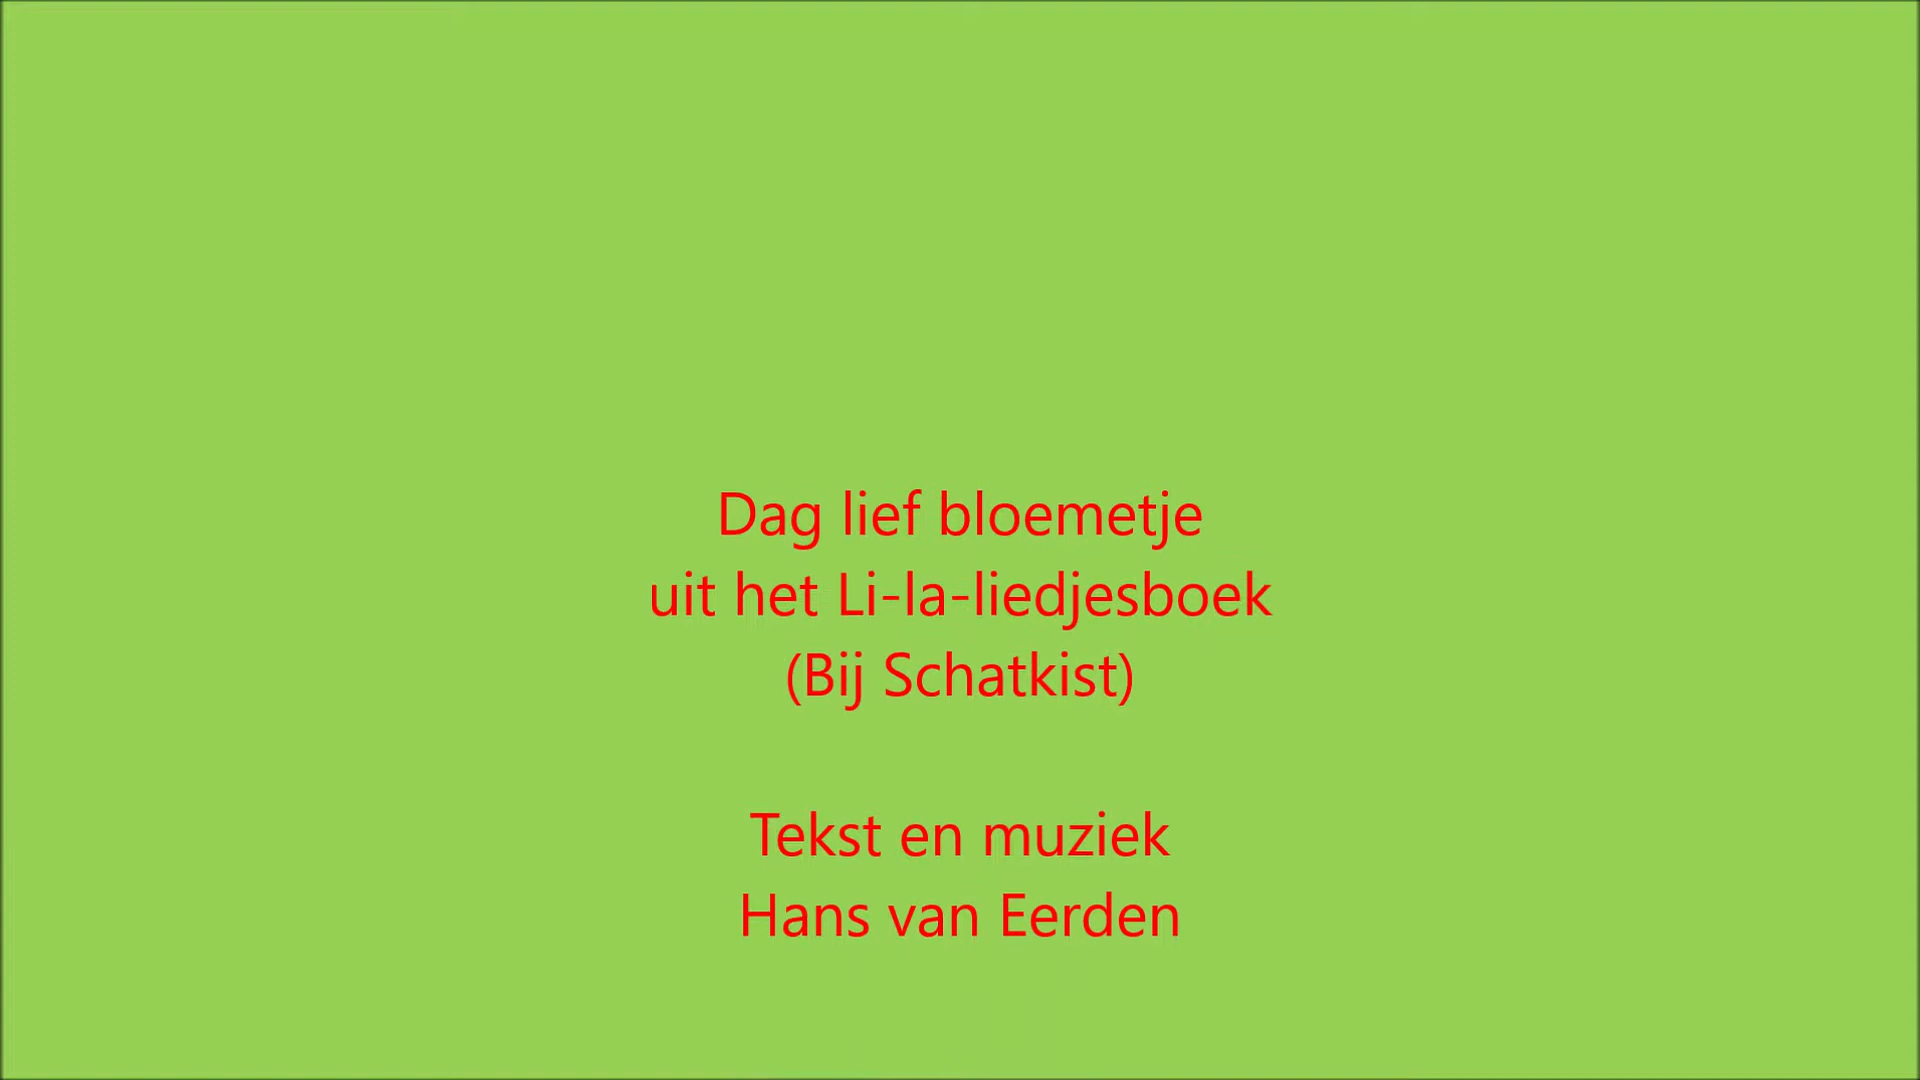 Dag lief bloemetje
uit het Li-la-liedjesboek
(Bij Schatkist)
Tekst en muziek
Hans van Eerden